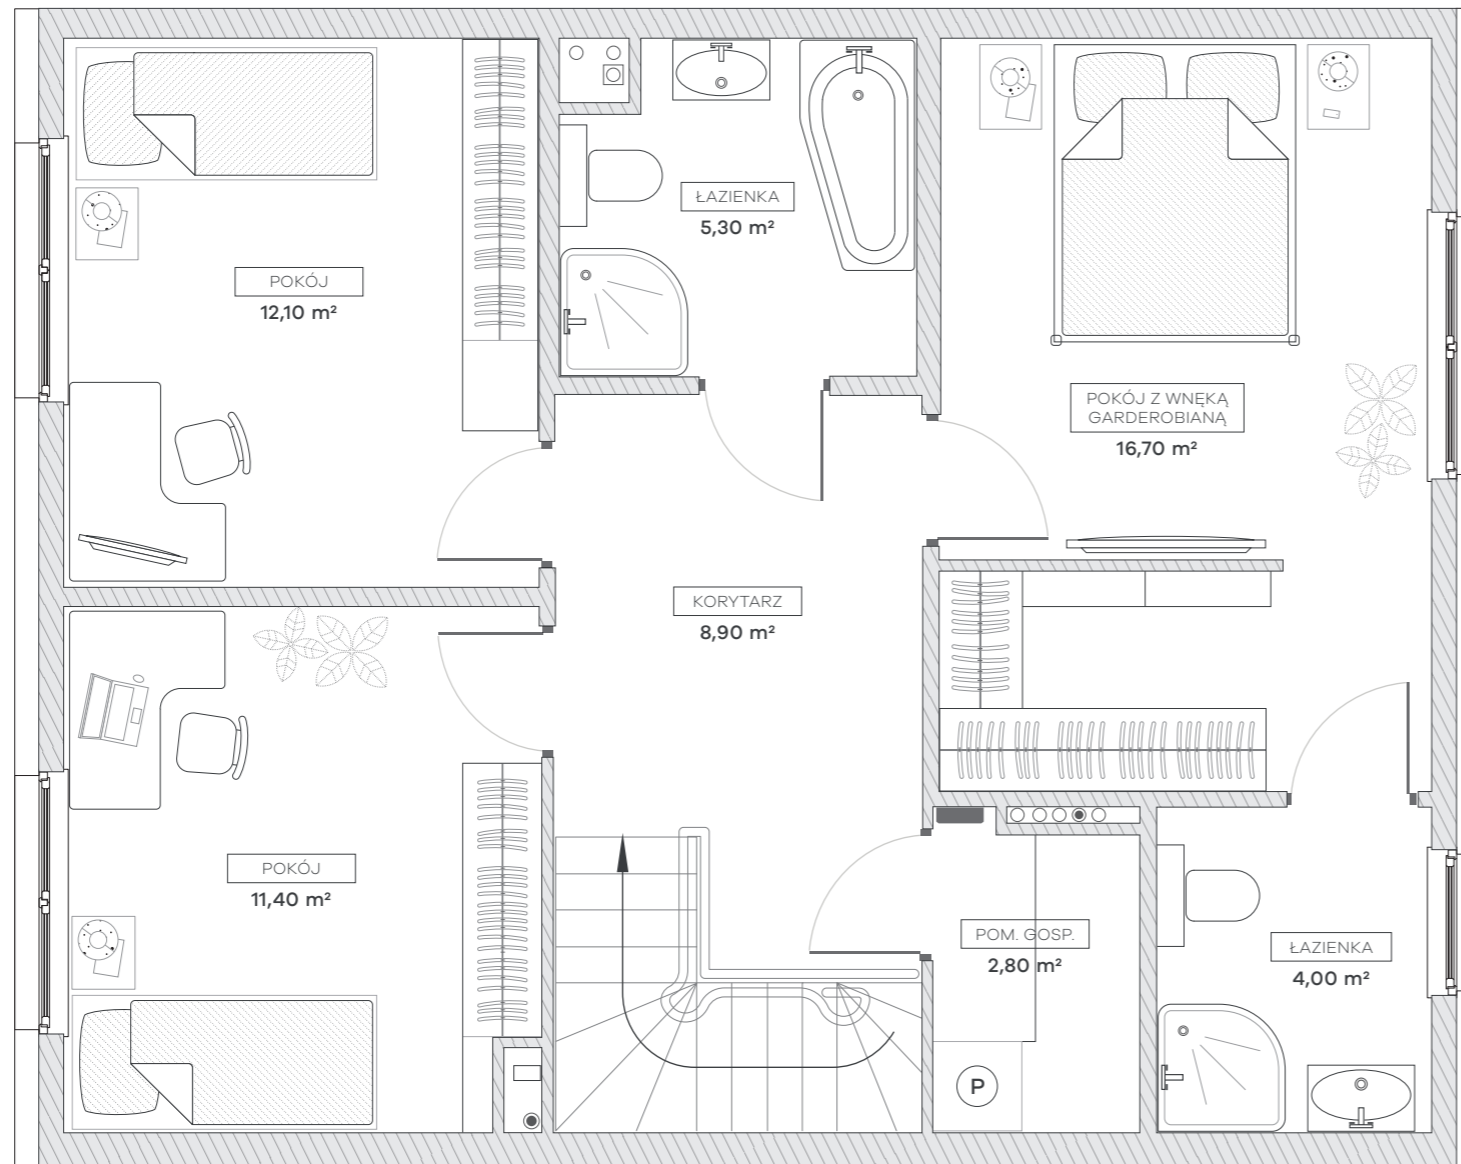 ŁAZIENKA
5,30 m²
POKÓJ
12,10 m²
POKÓJ Z WNĘKĄ
GARDEROBIANĄ
16,70 m²
KORYTARZ
8,90 m²
POKÓJ
11,40 m²
POM. GOSP.
2,80 m²
ŁAZIENKA
4,00 m²
P